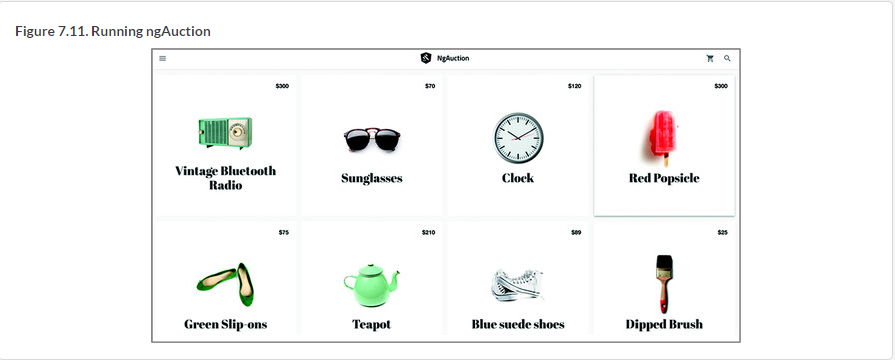 Figure 7.11. Running ngAuction
NgAuction
$300
$70
$120
$300
Vintage Bluetooth
Radio
Sunglasses
Clock
Red Popsicle
$75
$210
$89
$25
Green Slip-ons
Teapot
Blue suede shoes
Dipped Brush